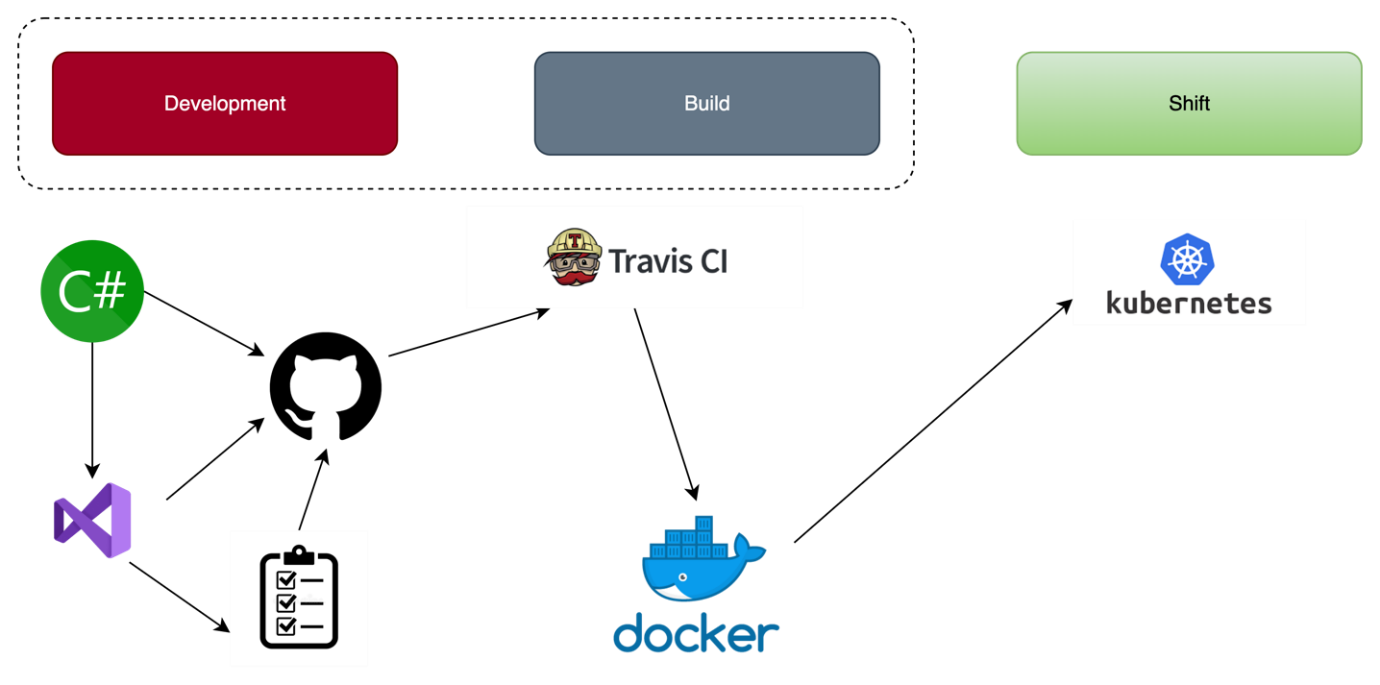 Development
Build
Shift
C#
T
Travis CI
kubernetes
docker